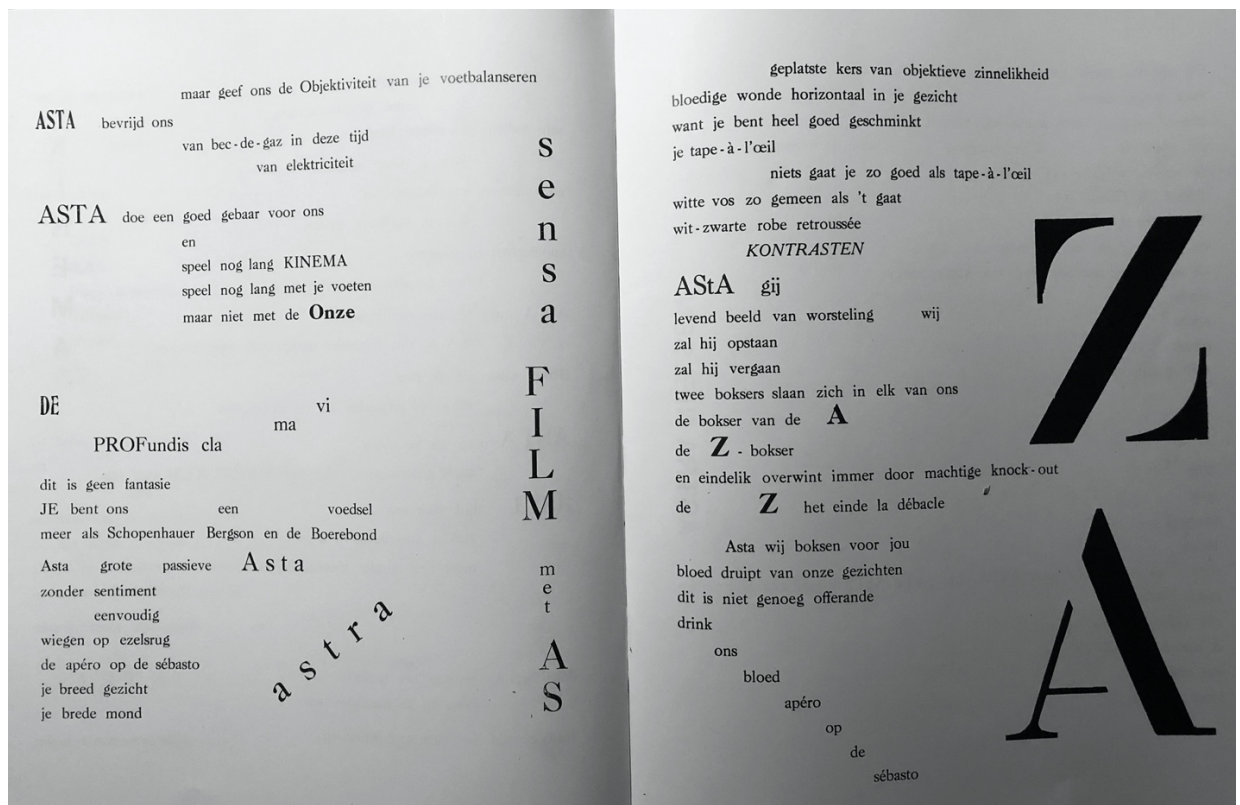 maar geef ons de Objektiviteit van je voetbalanseren
ASTA bevrijd ons
van bec-de-gaz in deze tijd
van elektriciteit
ASTA doe een goed gebaar voor ons
en
speel nog lang KINEMA
speel nog lang met je voeten
maar niet met de Onze
DE
vi
ma
PROFundis cla
dit is geen fantasie
JE bent ons een voedsel
meer als Schopenhauer Bergson en de Boerebond
Asta grote passieve Asta
zonder sentiment
eenvoudig
wiegen op ezelsrug
de apéro op de sébasto
je breed gezicht
je brede mond
astra
sensa
FILM
met
AS
geplatste kers van objektieve zinnelikheid
bloedige wonde horizontaal in je gezicht
want je bent heel goed geschminkt
je tape-à-l'œil
niets gaat je zo goed als tape-à-l'œil
witte vos zo gemeen als 't gaat
wit-zwarte robe retroussée
KONTRASTEN
AStA gij
levend beeld van worsteling wij
zal hij opstaan
zal hij vergaan
twee boksers slaan zich in elk van ons
de bokser van de A
de Z - bokser
en eindelik overwint immer door machtige knock-out
de Z het einde la débacle
Asta wij boksen voor jou
bloed druipt van onze gezichten
dit is niet genoeg offerande
drink
ons
bloed
apéro
op
de
sébasto
Z
A